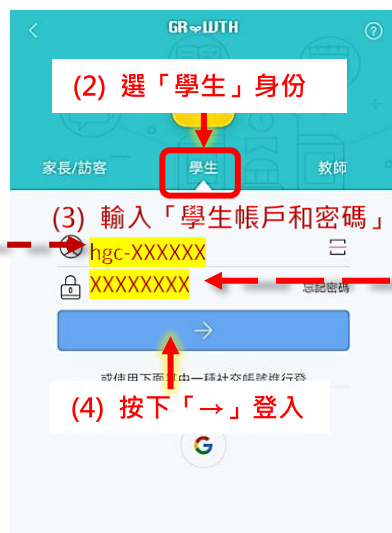 GROWTH
(2) 選「學生」身份
家長/訪客
學生
教師
(3) 輸入「學生帳戶和密碼」
hgc-XXXXXX
XXXXXXXX
忘記密碼
或使用下面其中一種社交帳號進行登
(4) 按下「→」登入